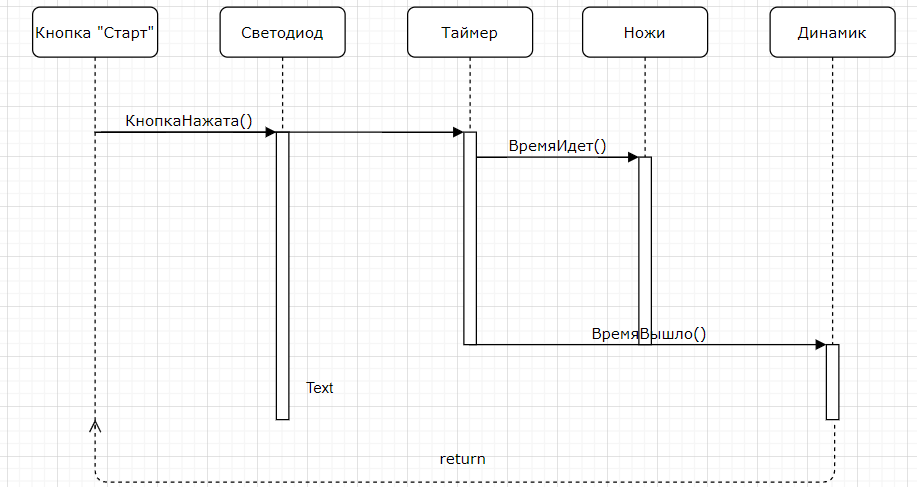 Кнопка "Старт"
Светодиод
Таймер
Ножи
Динамик
КнопкаНажата()
ВремяИдет()
ВремяВышло()
Text
return